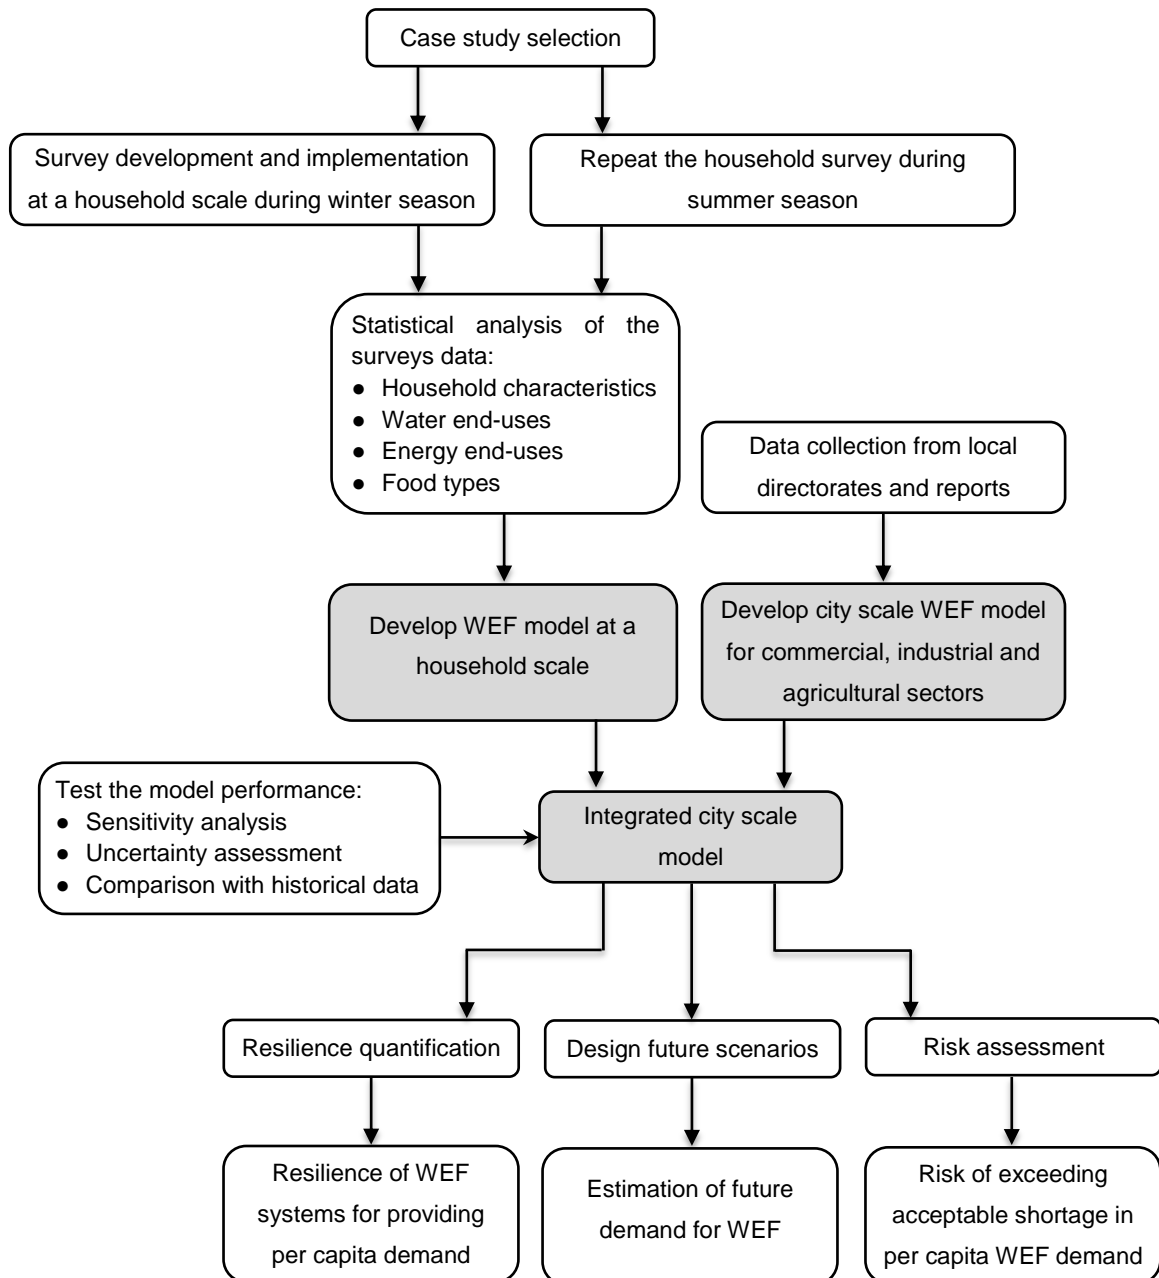 Case study selection
Survey development and implementation
at a household scale during winter season
Repeat the household survey during
summer season
Statistical analysis of the
surveys data:
● Household characteristics
● Water end-uses
● Energy end-uses
● Food types
Data collection from local
directorates and reports
Develop WEF model at a
household scale
Develop city scale WEF model
for commercial, industrial and
agricultural sectors
Test the model performance:
● Sensitivity analysis
● Uncertainty assessment
● Comparison with historical data
Integrated city scale
model
Resilience quantification
Design future scenarios
Risk assessment
Resilience of WEF
systems for providing
per capita demand
Estimation of future
demand for WEF
Risk of exceeding
acceptable shortage in
per capita WEF demand